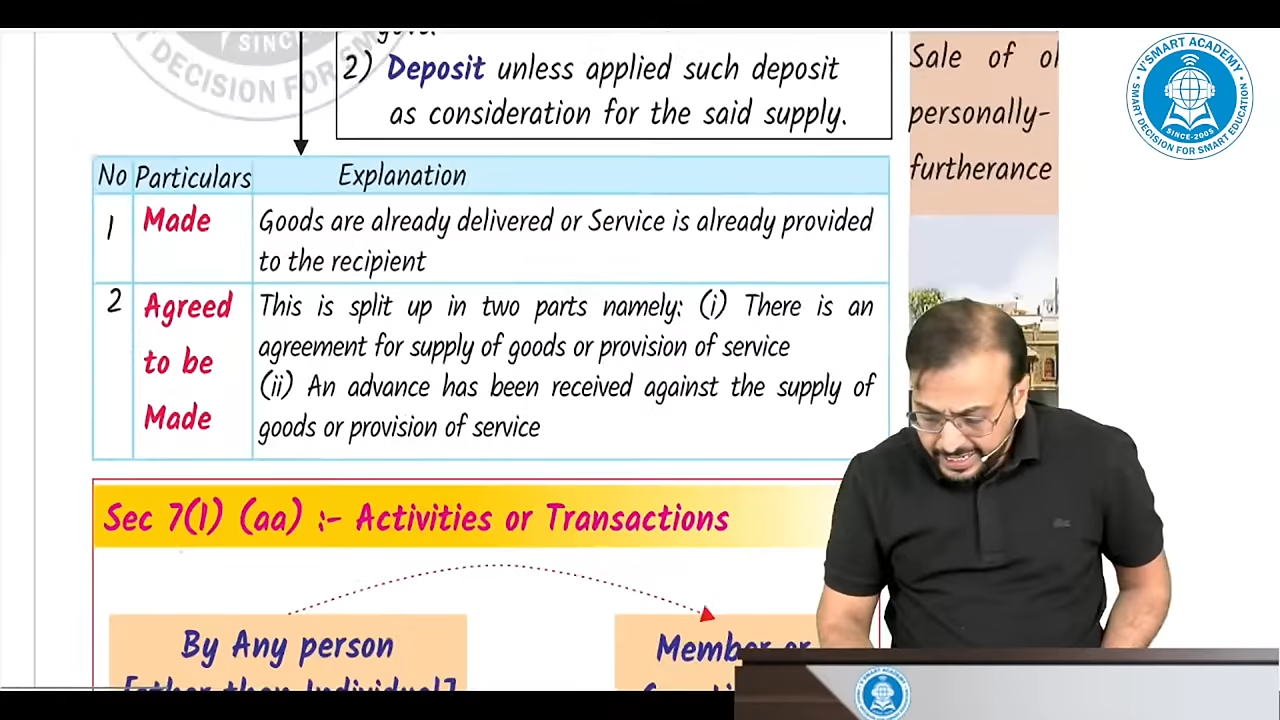 2) Deposit unless applied such deposit
as consideration for the said supply.
Sale of
personally-
furtherance
V'SMART ACADEMY
SMART DECISION FOR SMART EDUCATION
SINCE-2005
No Particulars Explanation
1 Made Goods are already delivered or Service is already provided
to the recipient
2 Agreed to be Made This is split up in two parts namely: (i) There is an
agreement for supply of goods or provision of service
(ii) An advance has been received against the supply of
goods or provision of service
Sec 7(1) (aa) :- Activities or Transactions
By Any person
Member or